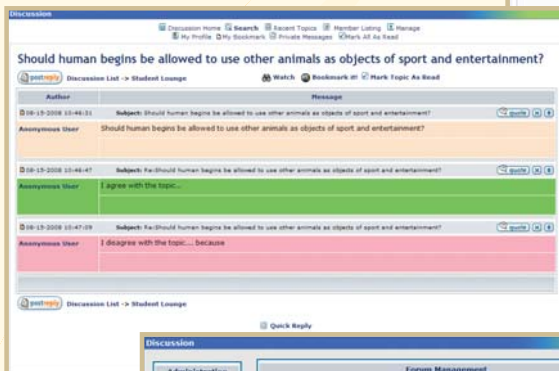 Discussion
Discussion Home Search Recent Topics Member Listing Manage
My Profile My Bookmark Private Messages Mark All As Read
Should human begins be allowed to use other animals as objects of sport and entertainment?
postreply Discussion List -> Student Lounge Watch Bookmark it! Mark Topic As Read
Author Message
08-15-2008 10:46:31 Subject: Should human begins be allowed to use other animals as objects of sport and entertainment? quote
Anonymous User Should human begins be allowed to use other animals as objects of sport and entertainment?
08-15-2008 10:46:47 Subject: Re:Should human begins be allowed to use other animals as objects of sport and entertainment? quote
Anonymous User I agree with the topic...
08-15-2008 10:47:09 Subject: Re:Should human begins be allowed to use other animals as objects of sport and entertainment? quote
Anonymous User I disagree with the topic.... because
postreply Discussion List -> Student Lounge
Quick Reply
Discussion
Administration Forum Management